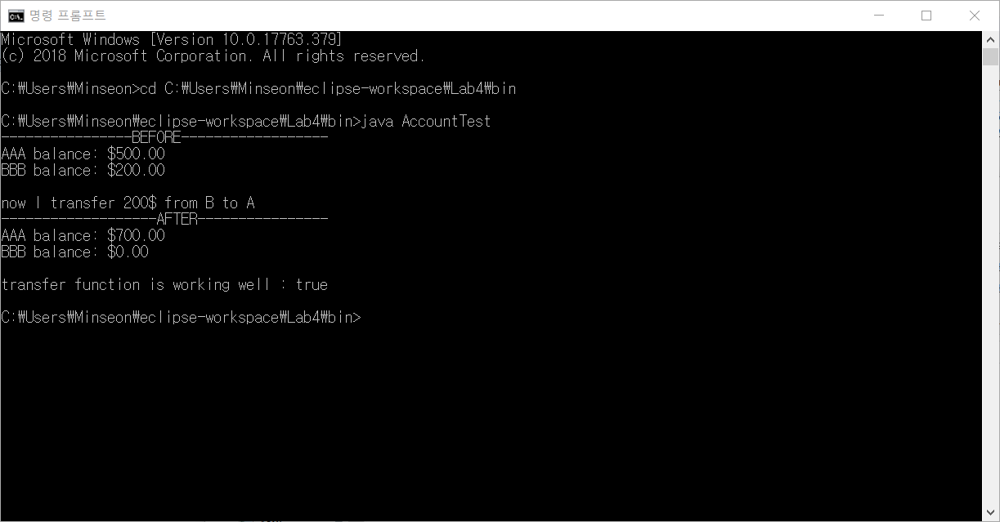 명령 프롬프트
Microsoft Windows [Version 10.0.17763.379]
(c) 2018 Microsoft Corporation. All rights reserved.
C:₩Users₩Minseon>cd C:₩Users₩Minseon₩eclipse-workspace₩Lab4₩bin
C:₩Users₩Minseon₩eclipse-workspace₩Lab4₩bin>java AccountTest
----------------BEFORE------------------
AAA balance: $500.00
BBB balance: $200.00
now I transfer 200$ from B to A
-------------------AFTER----------------
AAA balance: $700.00
BBB balance: $0.00
transfer function is working well : true
C:₩Users₩Minseon₩eclipse-workspace₩Lab4₩bin>